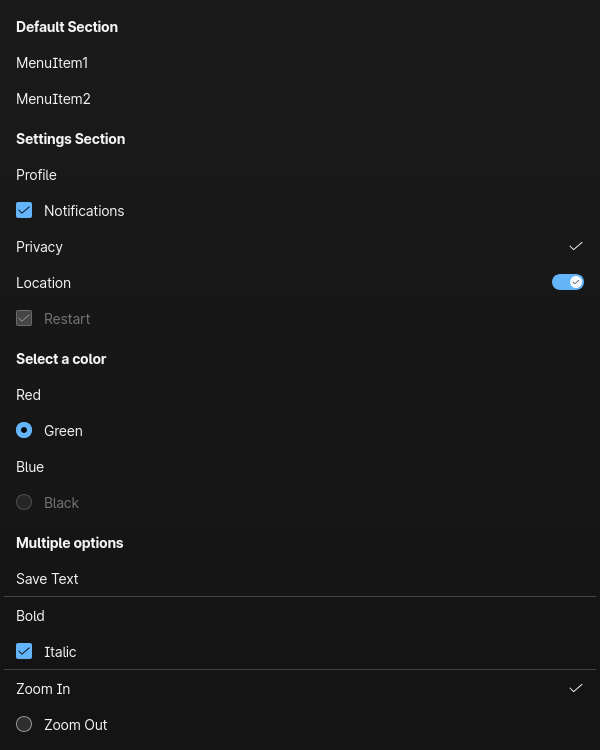 Default Section
MenuItem1
MenuItem2
Settings Section
Profile
Notifications
Privacy
Location
Restart
Select a color
Red
Green
Blue
Black
Multiple options
Save Text
Bold
Italic
Zoom In
Zoom Out